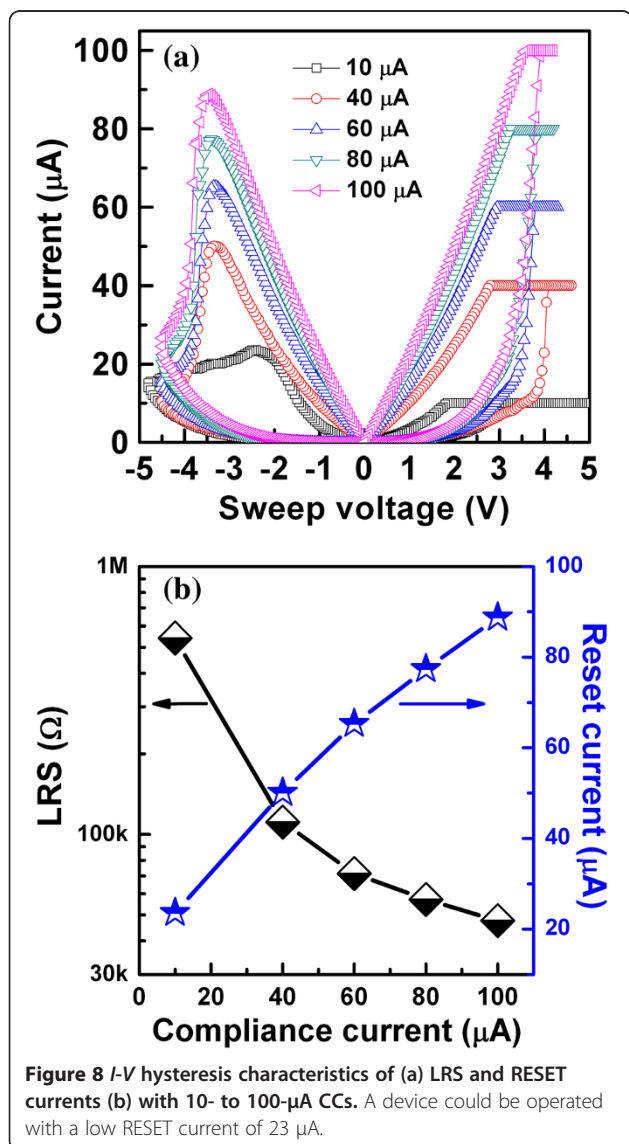 (a)
10 μA
40 μA
60 μA
80 μA
100 μA
100
80
60
40
20
0
Current (μA)
-5 -4 -3 -2 -1 0 1 2 3 4 5
Sweep voltage (V)
(b)
1M
100k
30k
LRS (Ω)
100
80
60
40
20
10
Reset current (μA)
0 20 40 60 80 100
Compliance current (μA)
Figure 8 I-V hysteresis characteristics of (a) LRS and RESET
currents (b) with 10- to 100-μA CCs. A device could be operated
with a low RESET current of 23 μA.